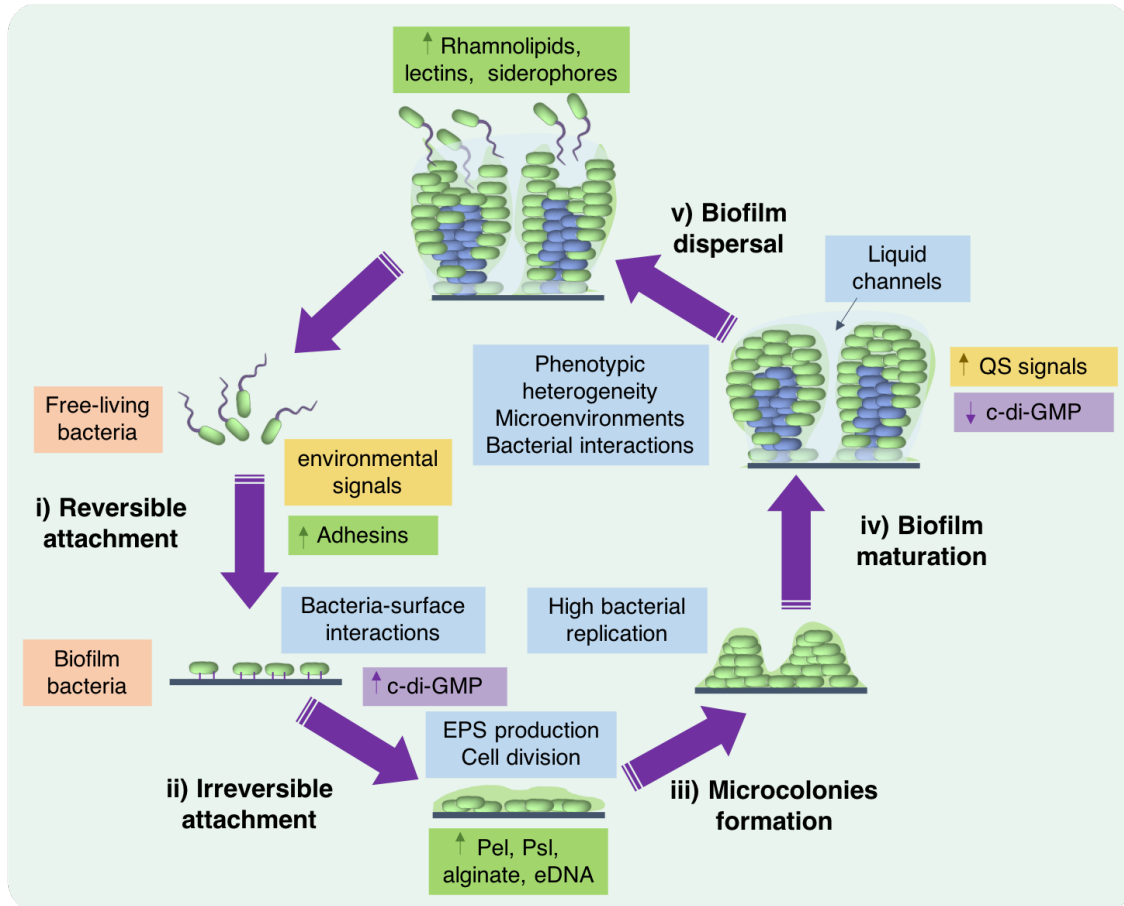 ↑ Rhamnolipids,
lectins, siderophores
v) Biofilm
dispersal
Liquid
channels
Phenotypic
heterogeneity
Microenvironments
Bacterial interactions
↑ QS signals
↓ c-di-GMP
Free-living
bacteria
environmental
signals
i) Reversible
attachment
↑ Adhesins
iv) Biofilm
maturation
Bacteria-surface
interactions
High bacterial
replication
Biofilm
bacteria
↑ c-di-GMP
EPS production
Cell division
ii) Irreversible
attachment
iii) Microcolonies
formation
↑ Pel, Psl,
alginate, eDNA